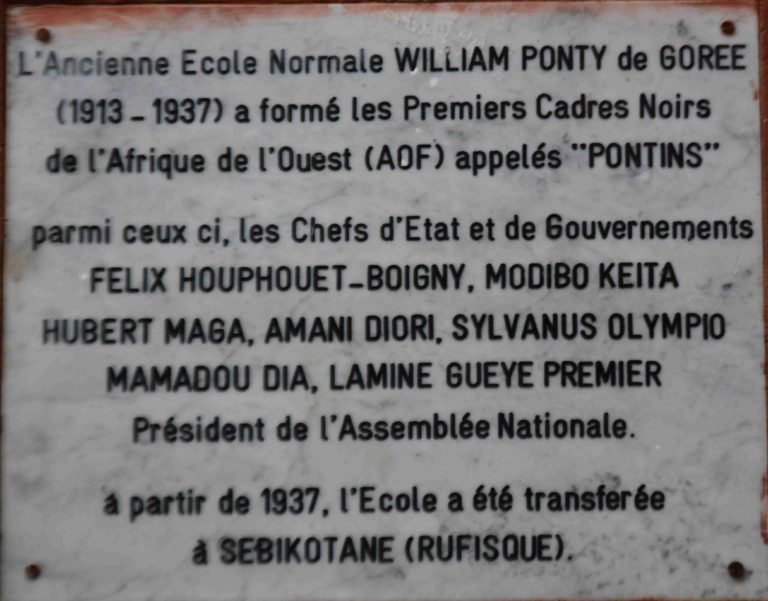 L'Ancienne Ecole Normale WILLIAM PONTY de GOREE
(1913-1937) a formé les Premiers Cadres Noirs
de l'Afrique de l'Ouest (AOF) appelés "PONTINS"
parmi ceux ci, les Chefs d'Etat et de Gouvernements
FELIX HOUPHOUET-BOIGNY, MODIBO KEITA
HUBERT MAGA, AMANI DIORI, SYLVANUS OLYMPIO
MAMADOU DIA, LAMINE GUEYE PREMIER
Président de l'Assemblée Nationale.
à partir de 1937, l'Ecole a été transferée
à SEBIKOTANE (RUFISQUE).